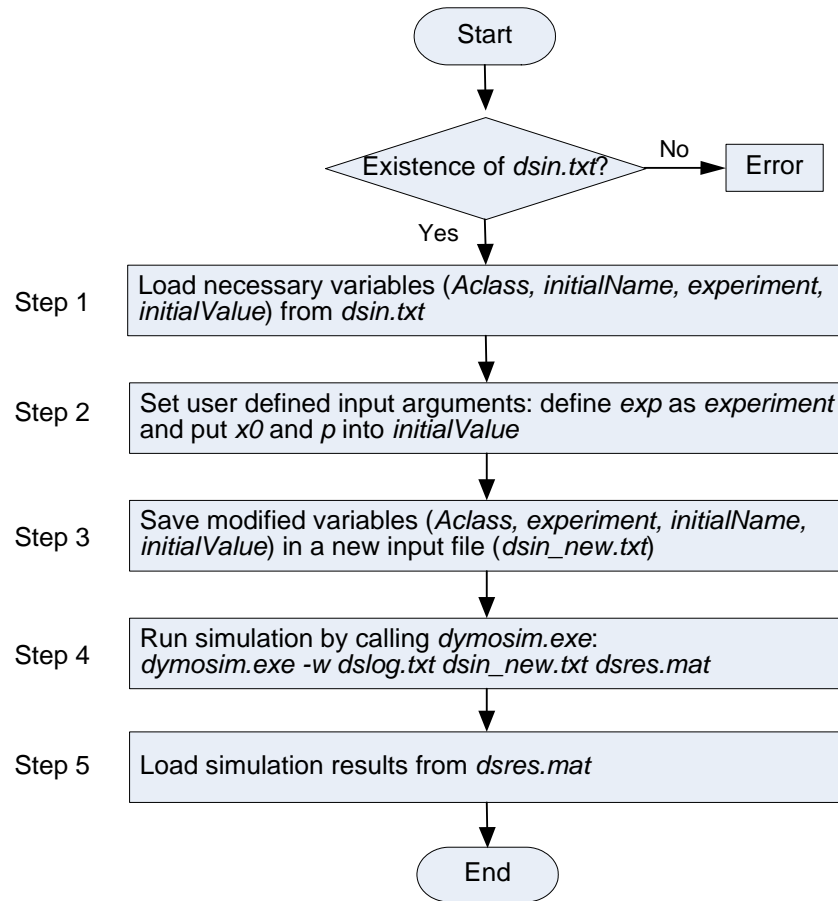 Start
Existence of dsin.txt?
No
Error
Yes
Step 1
Load necessary variables (Aclass, initialName, experiment,
initialValue) from dsin.txt
Step 2
Set user defined input arguments: define exp as experiment
and put x0 and p into initialValue
Step 3
Save modified variables (Aclass, experiment, initialName,
initialValue) in a new input file (dsin_new.txt)
Step 4
Run simulation by calling dymosim.exe:
dymosim.exe -w dslog.txt dsin_new.txt dsres.mat
Step 5
Load simulation results from dsres.mat
End